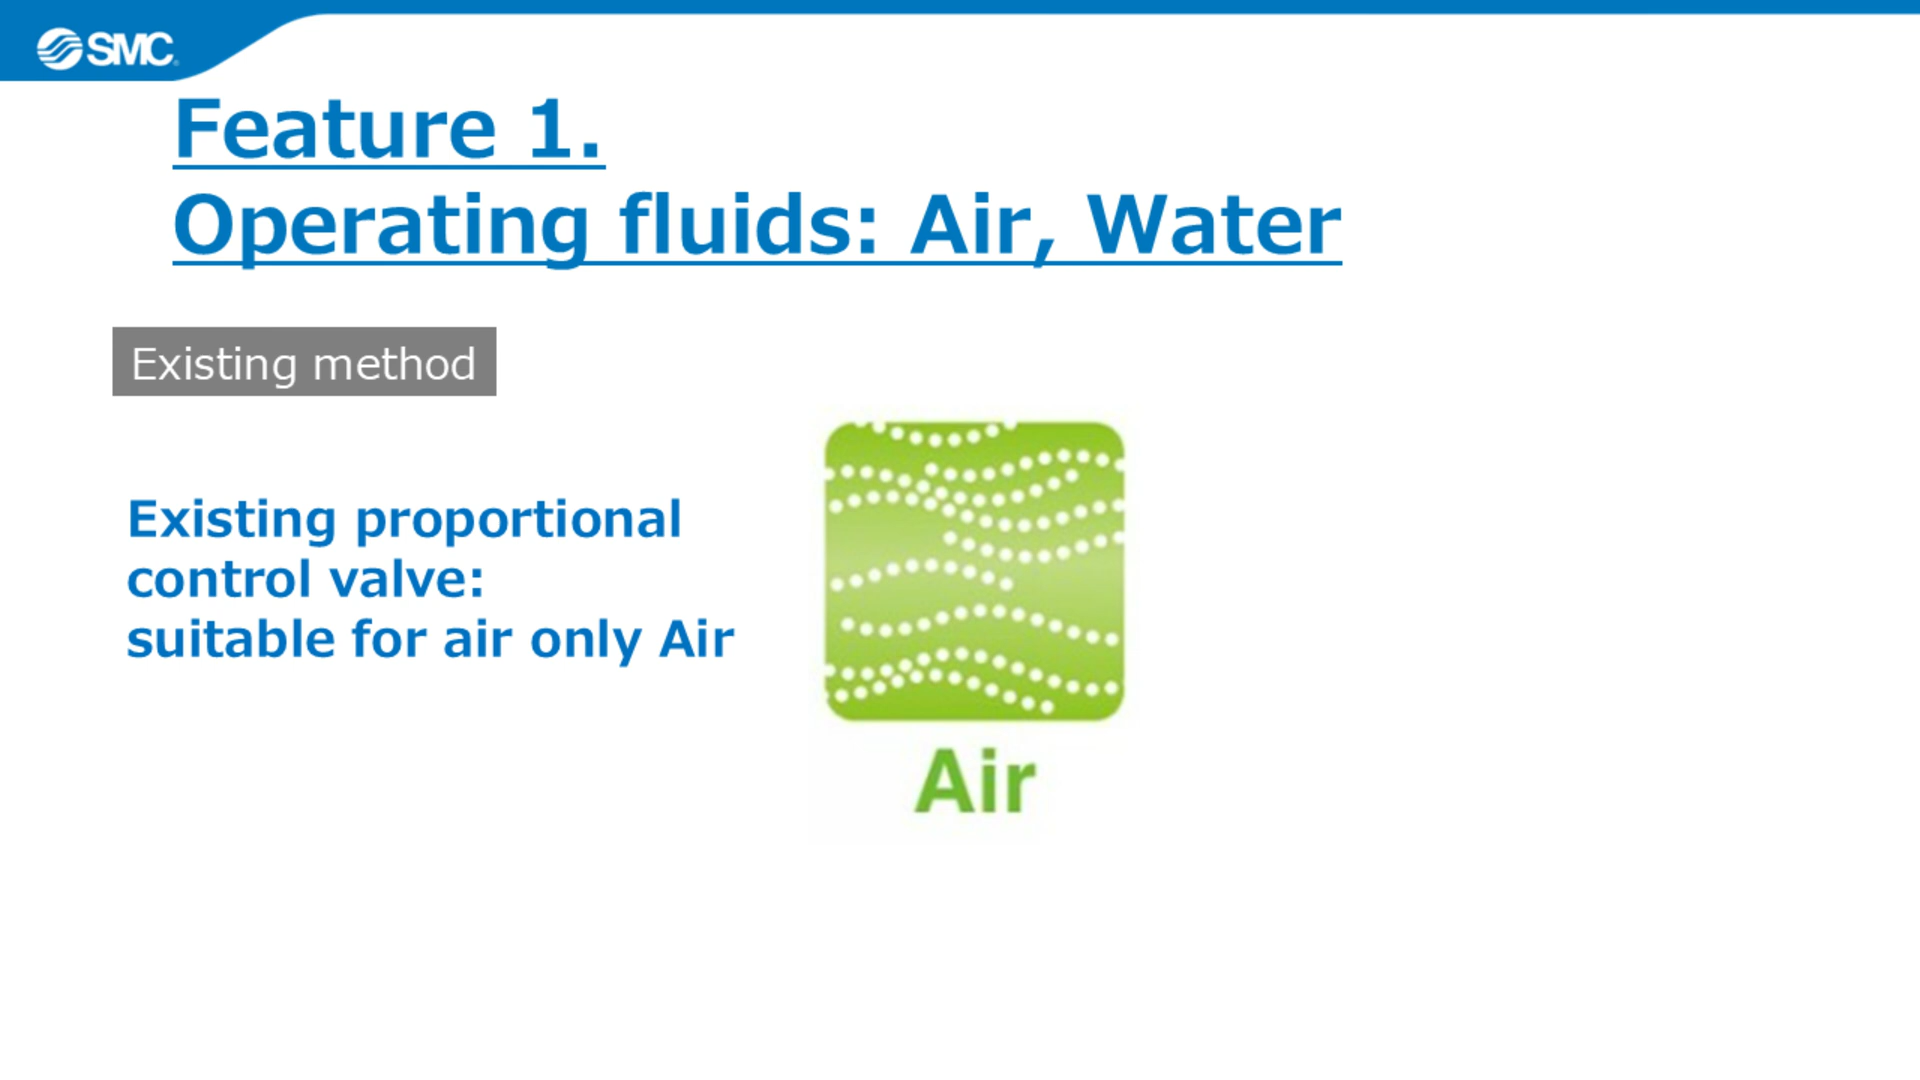 SMC
Feature 1.
Operating fluids: Air, Water
Existing method
Existing proportional
control valve:
suitable for air only Air
Air